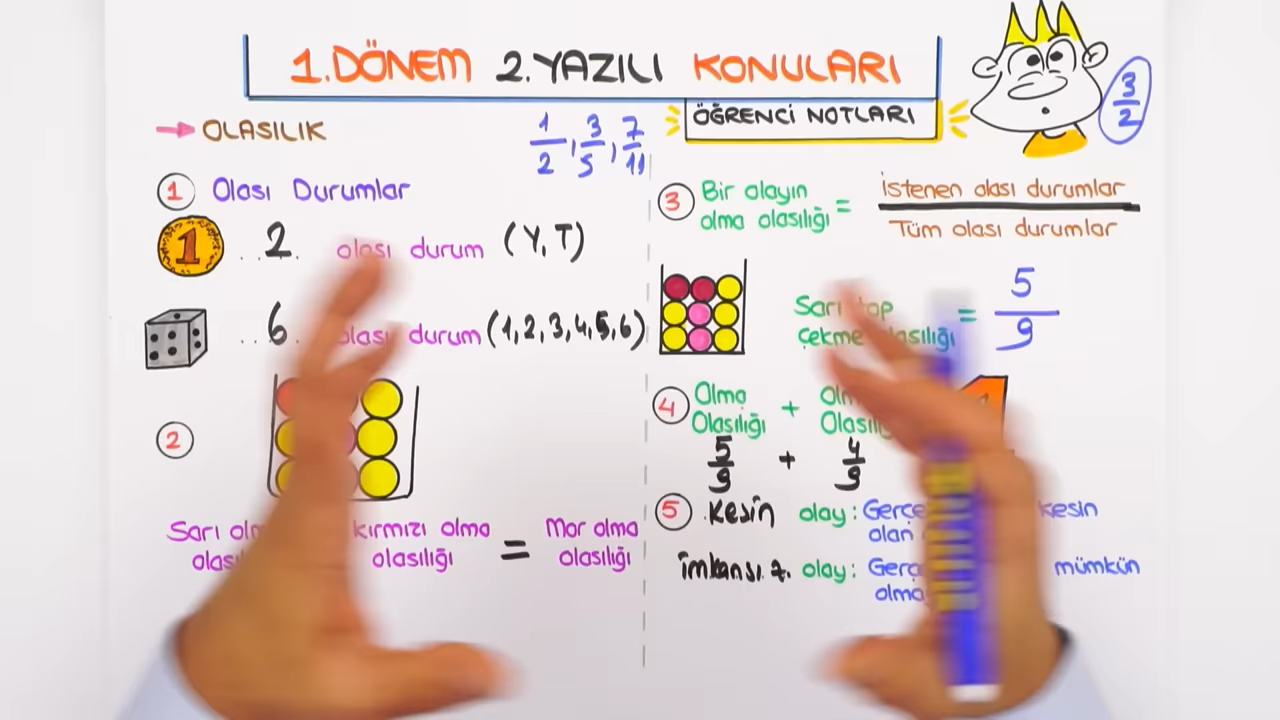 1.DÖNEM 2.YAZILI KONULARI
ÖĞRENCİ NOTLARI
3/2
OLASILIK
1/2, 3/5, 7/11
1 Olası Durumlar
1 ..2. olası durum (Y,T)
..6. olası durum (1,2,3,4,5,6)
2
Sarı kırmızı olma = Mor olma
olasılığı olasılığı
3 Bir olayın olma olasılığı = İstenen olası durumlar
Tüm olası durumlar
Sarı top
çekme olasılığı = 5/9
4 Olma Olasılığı +
5/9 + 4/9
5 .Kesin olay: kesin
olan
İmkansız. olay: mümkün